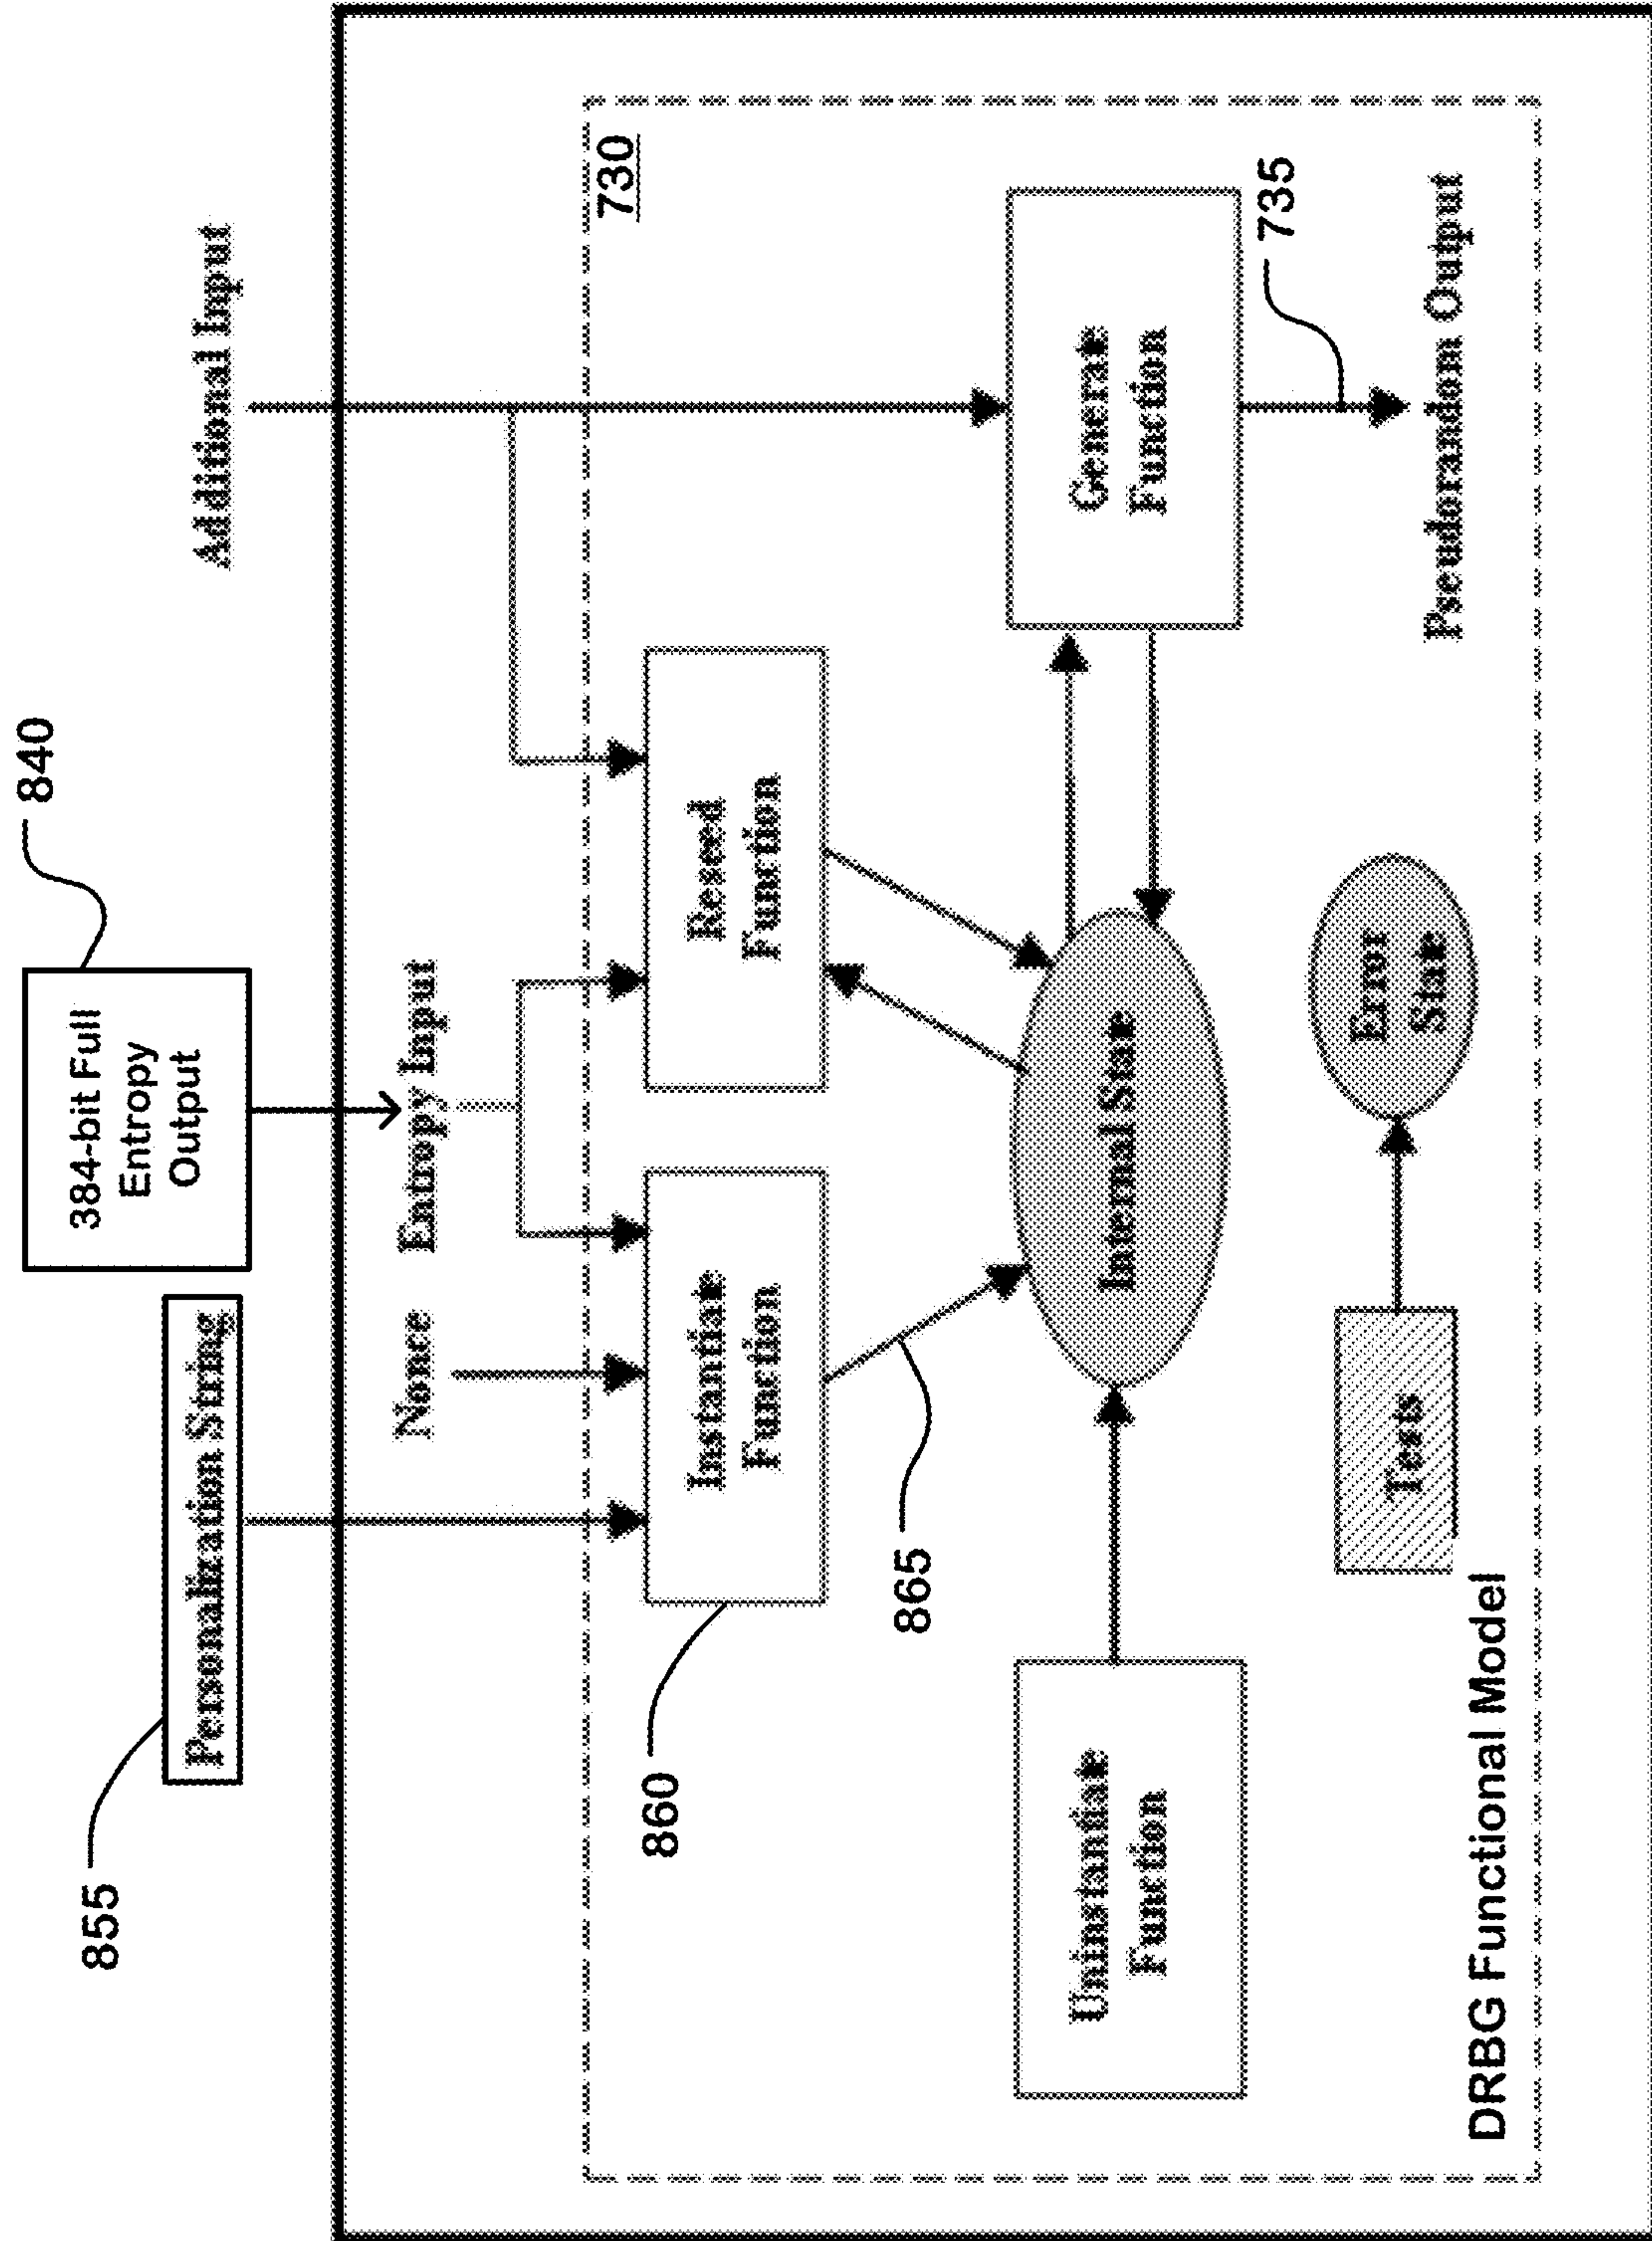 840
384-bit Full
Entropy
Output
855
Personalization String
Additional Input
Nonce
Entropy Input
730
860
Instantiate
Function
Reseed
Function
865
Uninstantiate
Function
Internal State
Generate
Function
735
Tests
Error
State
Pseudorandom Output
DRBG Functional Model